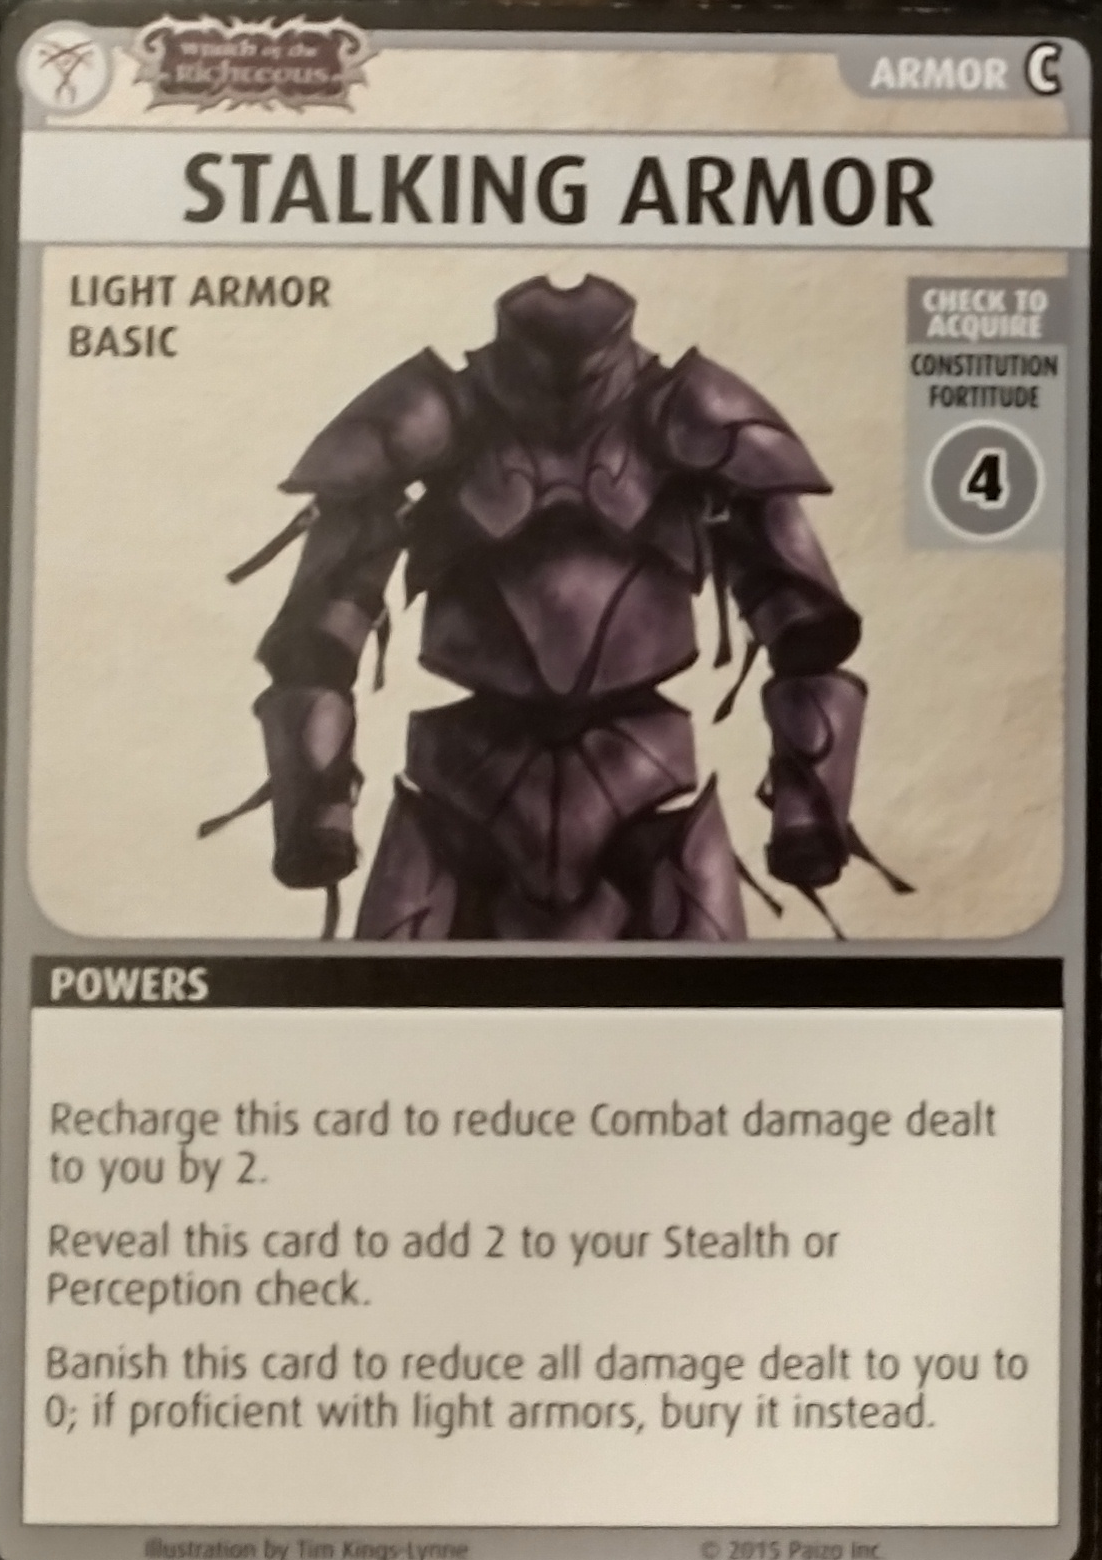 Wrath of the
Righteous
ARMOR C
STALKING ARMOR
LIGHT ARMOR
BASIC
CHECK TO
ACQUIRE
CONSTITUTION
FORTITUDE
4
POWERS
Recharge this card to reduce Combat damage dealt
to you by 2.
Reveal this card to add 2 to your Stealth or
Perception check.
Banish this card to reduce all damage dealt to you to
0; if proficient with light armors, bury it instead.
Illustration by Tim Kings-Lynne
© 2015 Paizo Inc.